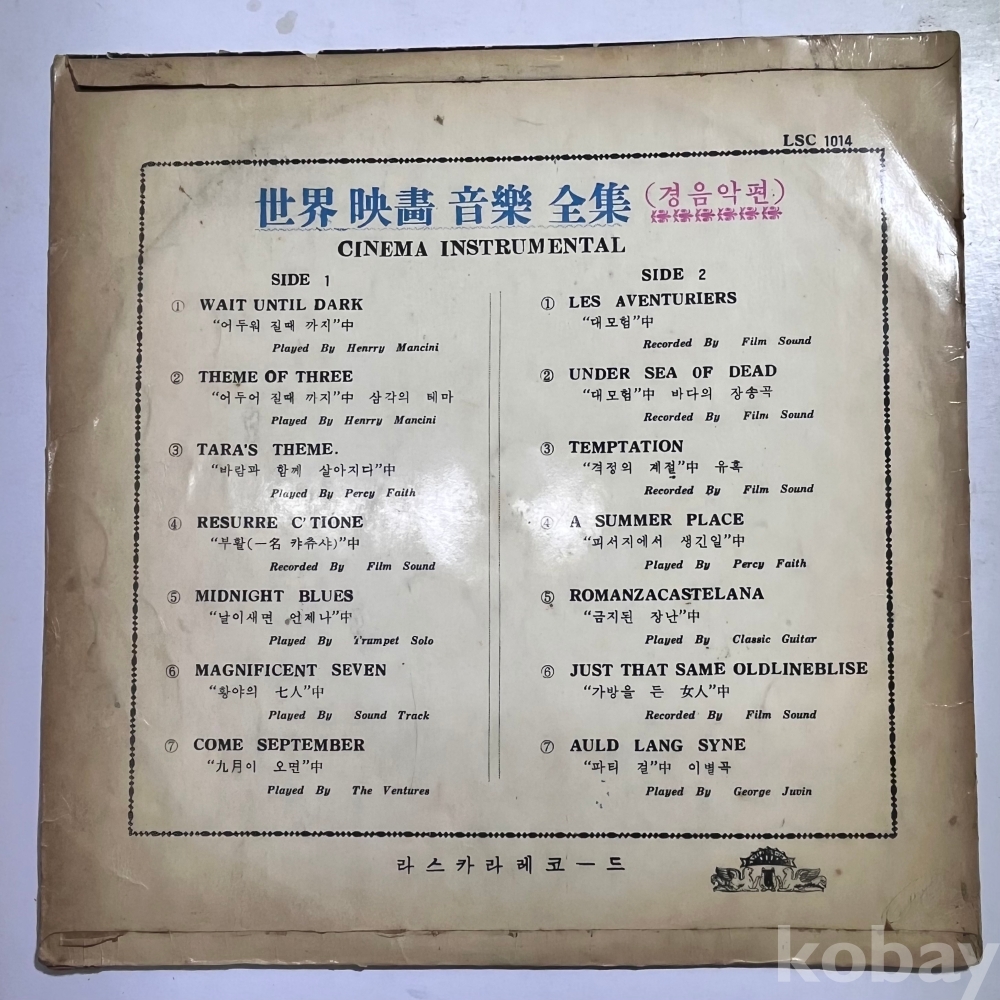 LSC 1014
世界 映畵 音樂 全集 (경음악편)
CINEMA INSTRUMENTAL
SIDE 1
① WAIT UNTIL DARK
“어두워 질때 까지”中
Played By Henrry Mancini
② THEME OF THREE
“어두어 질때 까지”中 삼각의 테마
Played By Henrry Mancini
③ TARA'S THEME.
“바람과 함께 살아지다”中
Played By Percy Faith
④ RESURRE C'TIONE
“부활(一名 캬츄샤)”中
Recorded By Film Sound
⑤ MIDNIGHT BLUES
“날이새면 언제나”中
Played By Trumpet Solo
⑥ MAGNIFICENT SEVEN
“황야의 七人”中
Played By Sound Track
⑦ COME SEPTEMBER
“九月이 오면”中
Played By The Ventures
SIDE 2
① LES AVENTURIERS
“대모험”中
Recorded By Film Sound
② UNDER SEA OF DEAD
“대모험”中 바다의 장송곡
Recorded By Film Sound
③ TEMPTATION
“격정의 계절”中 유혹
Recorded By Film Sound
④ A SUMMER PLACE
“피서지에서 생긴일”中
Played By Percy Faith
⑤ ROMANZACASTELANA
“금지된 장난”中
Played By Classic Guitar
⑥ JUST THAT SAME OLDLINEBLISE
“가방을 든 女人”中
Recorded By Film Sound
⑦ AULD LANG SYNE
“파티 걸”中 이별곡
Played By George Juvin
라스카라레코ー드
kobay